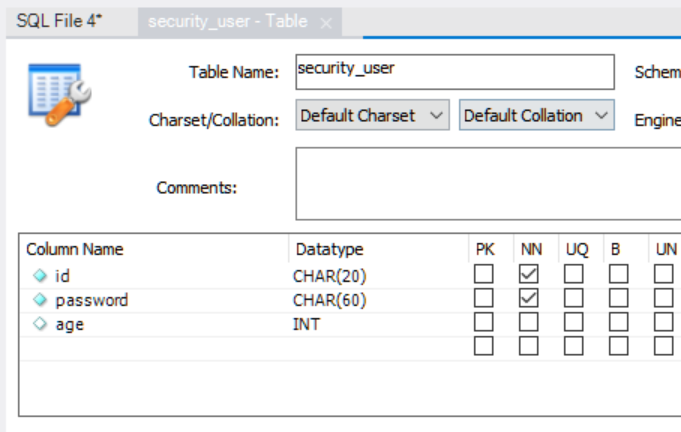 SQL File 4* security_user - Table
Table Name: security_user Schem
Charset/Collation: Default Charset Default Collation Engine
Comments:
Column Name Datatype PK NN UQ B UN
id CHAR(20)
password CHAR(60)
age INT